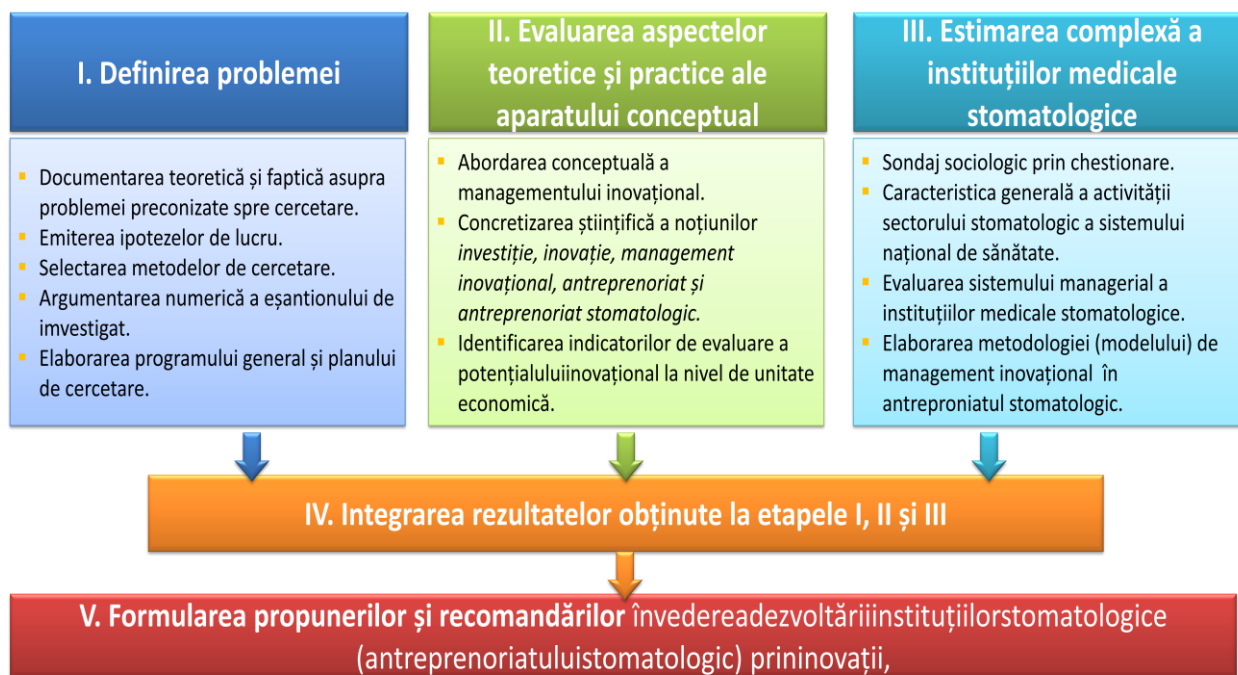 I. Definirea problemei
▪ Documentarea teoretică și faptică asupra
problemei preconizate spre cercetare.
▪ Emiterea ipotezelor de lucru.
▪ Selectarea metodelor de cercetare.
▪ Argumentarea numerică a eșantionului de
imvestigat.
▪ Elaborarea programului general și planului
de cercetare.
II. Evaluarea aspectelor
teoretice și practice ale
aparatului conceptual
▪ Abordarea conceptuală a
managementului inovațional.
▪ Concretizarea științifică a noțiunilor
investiție, inovație, management
inovațional, antreprenoriat și
antreprenoriat stomatologic.
▪ Identificarea indicatorilor de evaluare a
potențialuluiinovațional la nivel de unitate
economică.
III. Estimarea complexă a
instituțiilor medicale
stomatologice
▪ Sondaj sociologic prin chestionare.
▪ Caracteristica generală a activității
sectorului stomatologic a sistemului
național de sănătate.
▪ Evaluarea sistemului managerial a
instituțiilor medicale stomatologice.
▪ Elaborarea metodologiei (modelului) de
management inovațional în
antreproniatul stomatologic.
IV. Integrarea rezultatelor obținute la etapele I, II și III
V. Formularea propunerilor și recomandărilor învedereadezvoltăriiinstituțiilorstomatologice
(antreprenoriatuluistomatologic) prininovații,